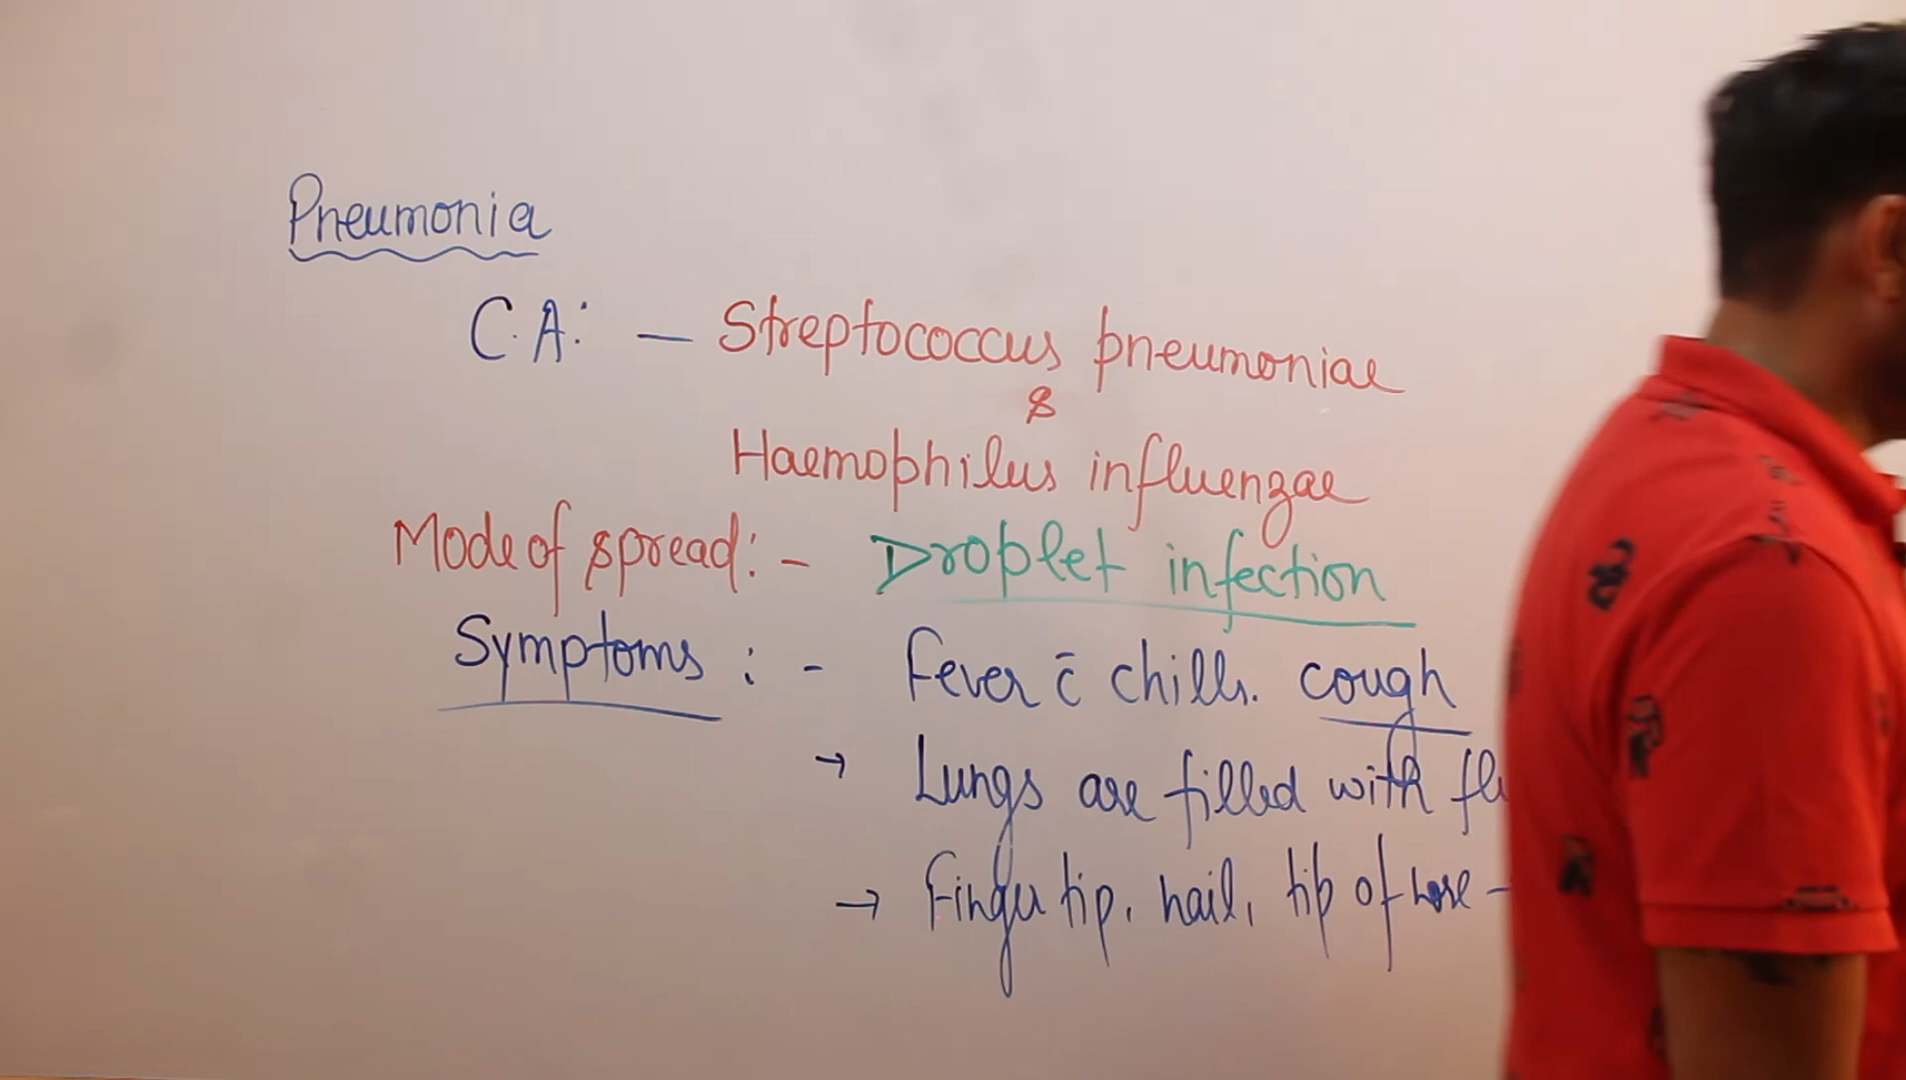 Pneumonia
C.A: — Streptococcus pneumoniae
&
Haemophilus influenzae
Mode of spread: - Droplet infection
Symptoms : - Fever c̄ chills. cough
→ Lungs are filled with
→ Finger tip, nail, tip of nose -